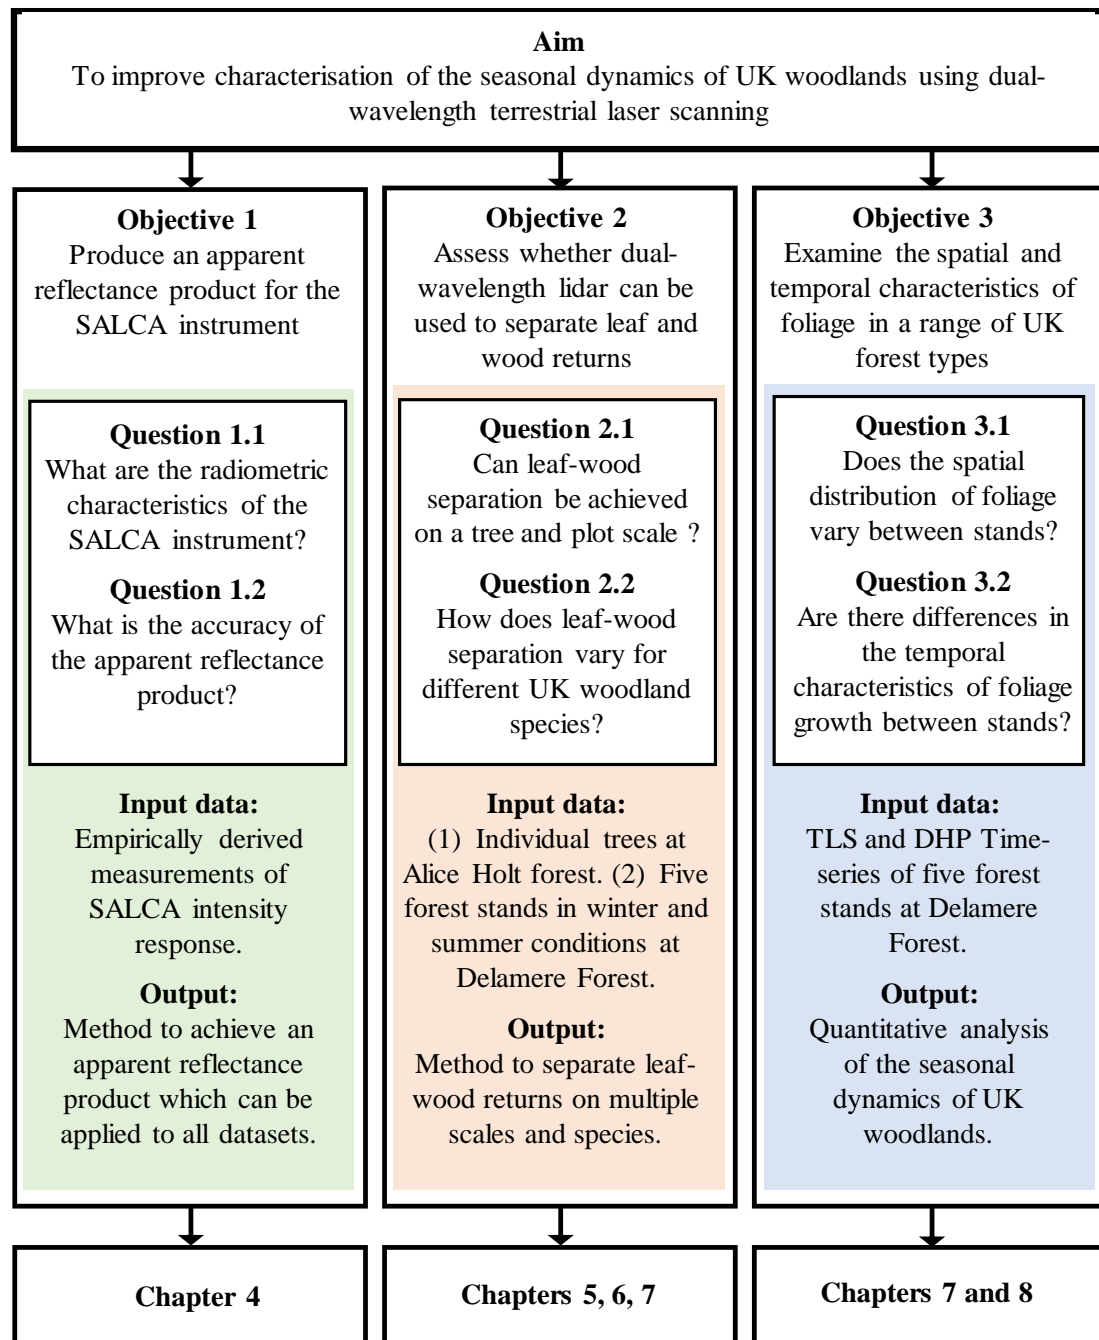 Aim
To improve characterisation of the seasonal dynamics of UK woodlands using dual-
wavelength terrestrial laser scanning
Objective 1
Produce an apparent
reflectance product for the
SALCA instrument
Question 1.1
What are the radiometric
characteristics of the
SALCA instrument?
Question 1.2
What is the accuracy of
the apparent reflectance
product?
Input data:
Empirically derived
measurements of
SALCA intensity
response.
Output:
Method to achieve an
apparent reflectance
product which can be
applied to all datasets.
Chapter 4
Objective 2
Assess whether dual-
wavelength lidar can be
used to separate leaf and
wood returns
Question 2.1
Can leaf-wood
separation be achieved
on a tree and plot scale ?
Question 2.2
How does leaf-wood
separation vary for
different UK woodland
species?
Input data:
(1) Individual trees at
Alice Holt forest. (2) Five
forest stands in winter and
summer conditions at
Delamere Forest.
Output:
Method to separate leaf-
wood returns on multiple
scales and species.
Chapters 5, 6, 7
Objective 3
Examine the spatial and
temporal characteristics of
foliage in a range of UK
forest types
Question 3.1
Does the spatial
distribution of foliage
vary between stands?
Question 3.2
Are there differences in
the temporal
characteristics of foliage
growth between stands?
Input data:
TLS and DHP Time-
series of five forest
stands at Delamere
Forest.
Output:
Quantitative analysis
of the seasonal
dynamics of UK
woodlands.
Chapters 7 and 8